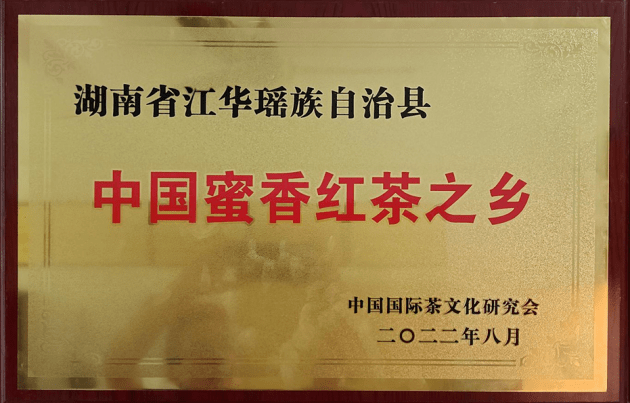 湖南省江华瑶族自治县
中国蜜香红茶之乡
中国国际茶文化研究会
二〇二二年八月